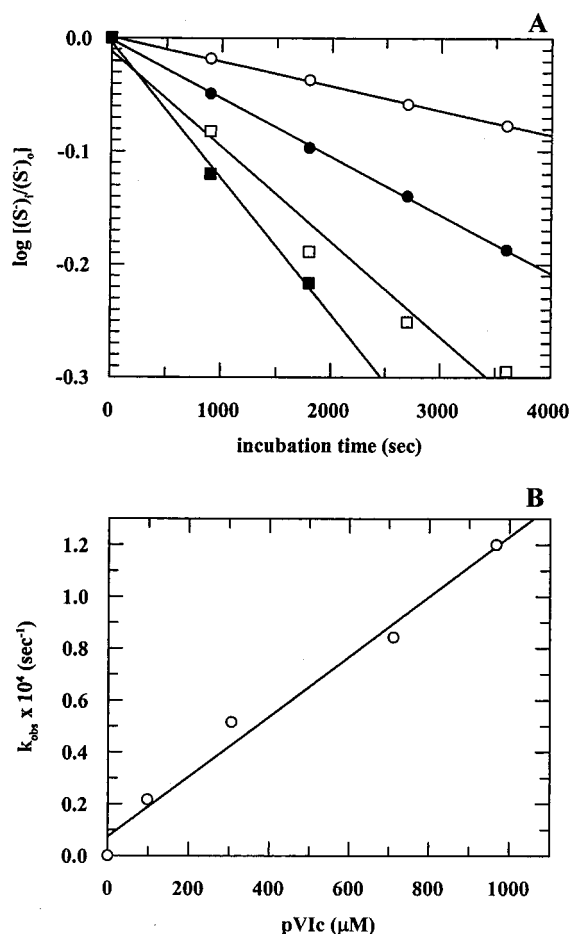 A
0.0
-0.1
-0.2
-0.3
log [(S⁻)ₜ/(S⁻)ₒ]
0 1000 2000 3000 4000
incubation time (sec)
B
1.2
1.0
0.8
0.6
0.4
0.2
0.0
k_obs x 10⁴ (sec⁻¹)
0 200 400 600 800 1000
pVIc (μM)